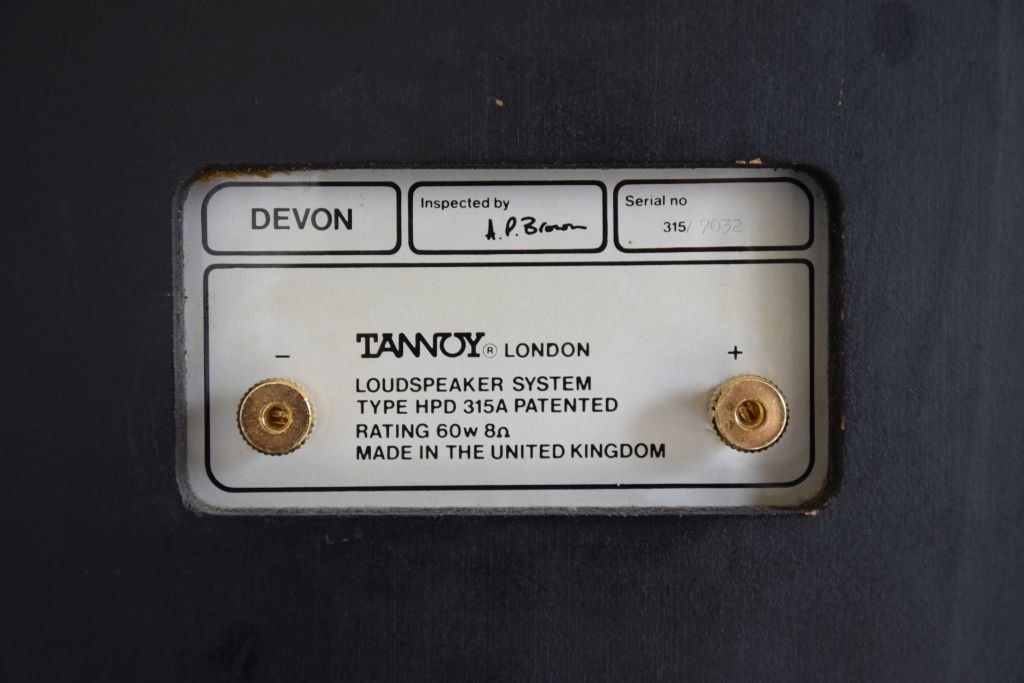 DEVON
Inspected by
A.P. Brown
Serial no
315/ 7032
− +
TANNOY® LONDON
LOUDSPEAKER SYSTEM
TYPE HPD 315A PATENTED
RATING 60w 8Ω
MADE IN THE UNITED KINGDOM